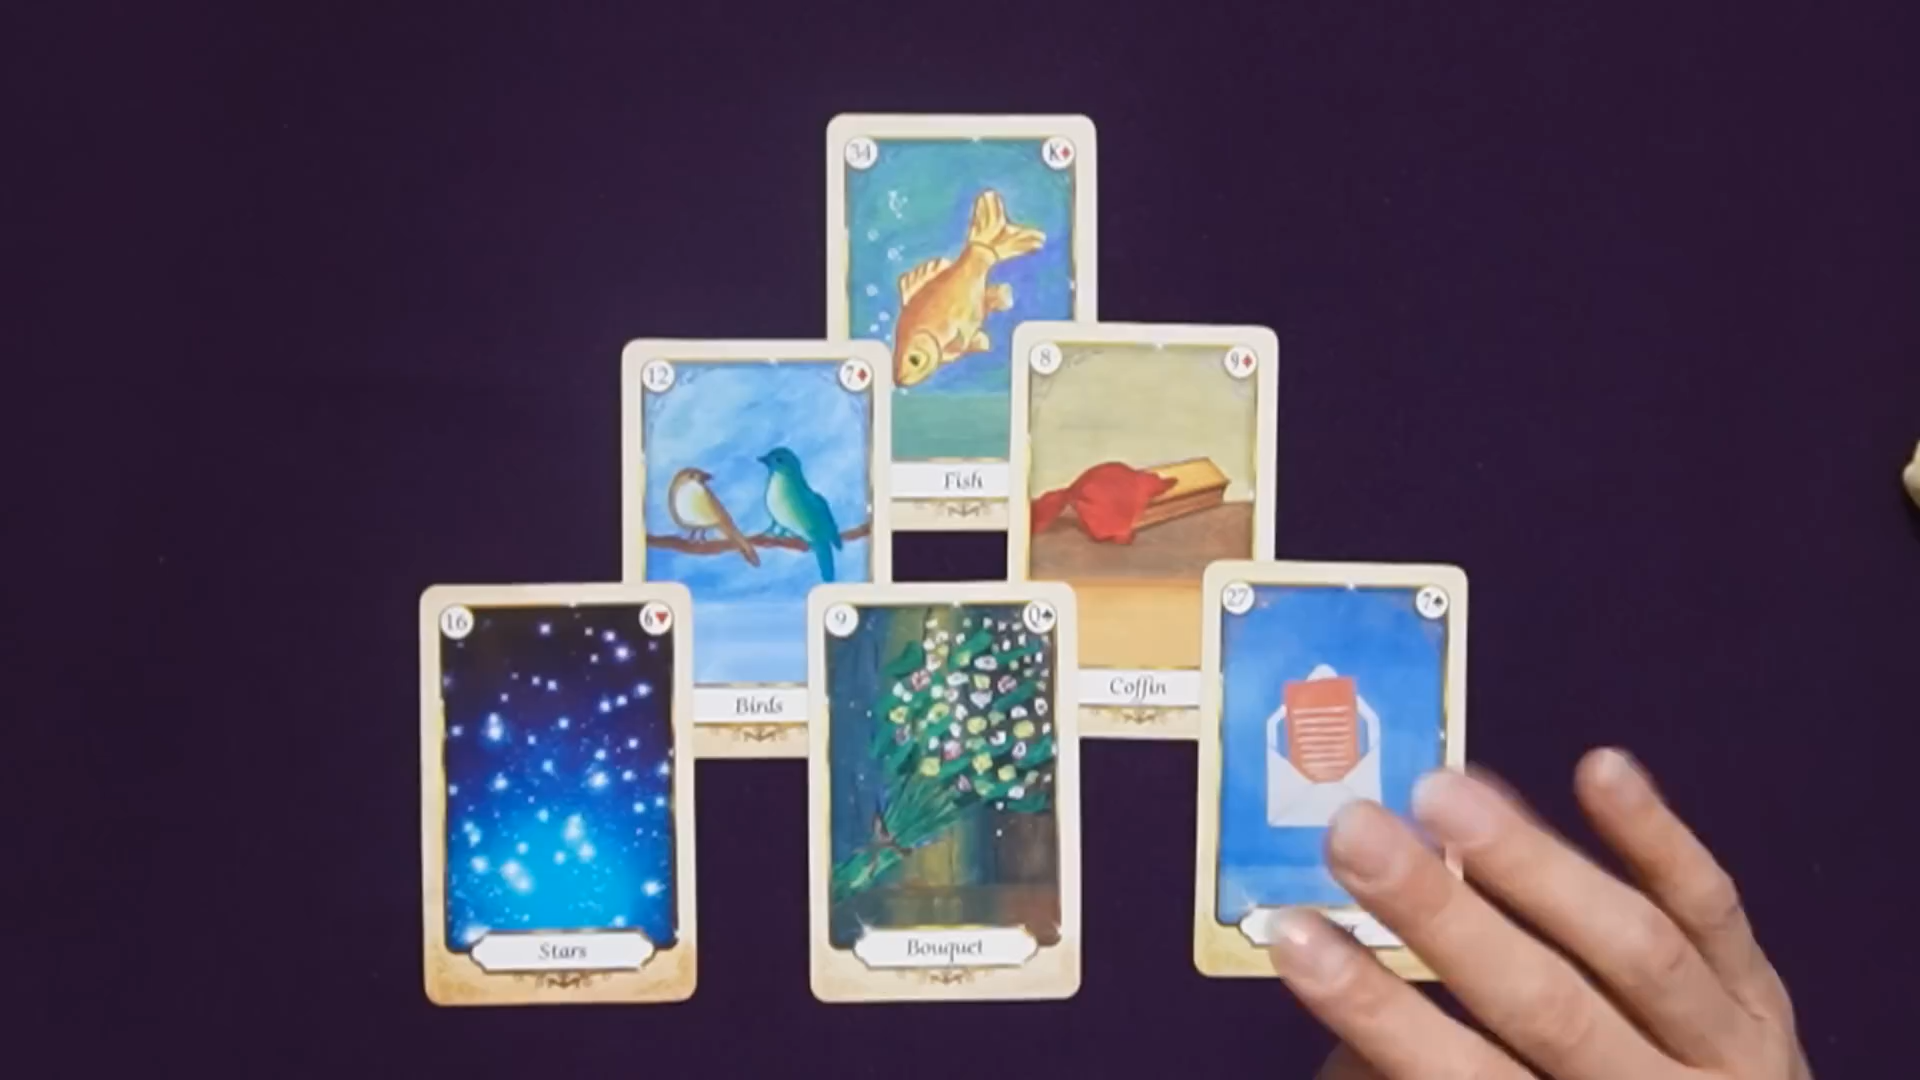 34 K♦
Fish
12 7♦
Birds
8 9♦
Coffin
16 6♥
Stars
9 Q♠
Bouquet
27 7♠